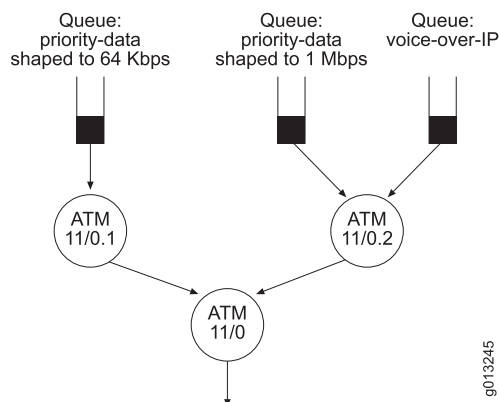 Queue:
priority-data
shaped to 64 Kbps
Queue:
priority-data
shaped to 1 Mbps
Queue:
voice-over-IP
ATM
11/0.1
ATM
11/0.2
ATM
11/0
g013245